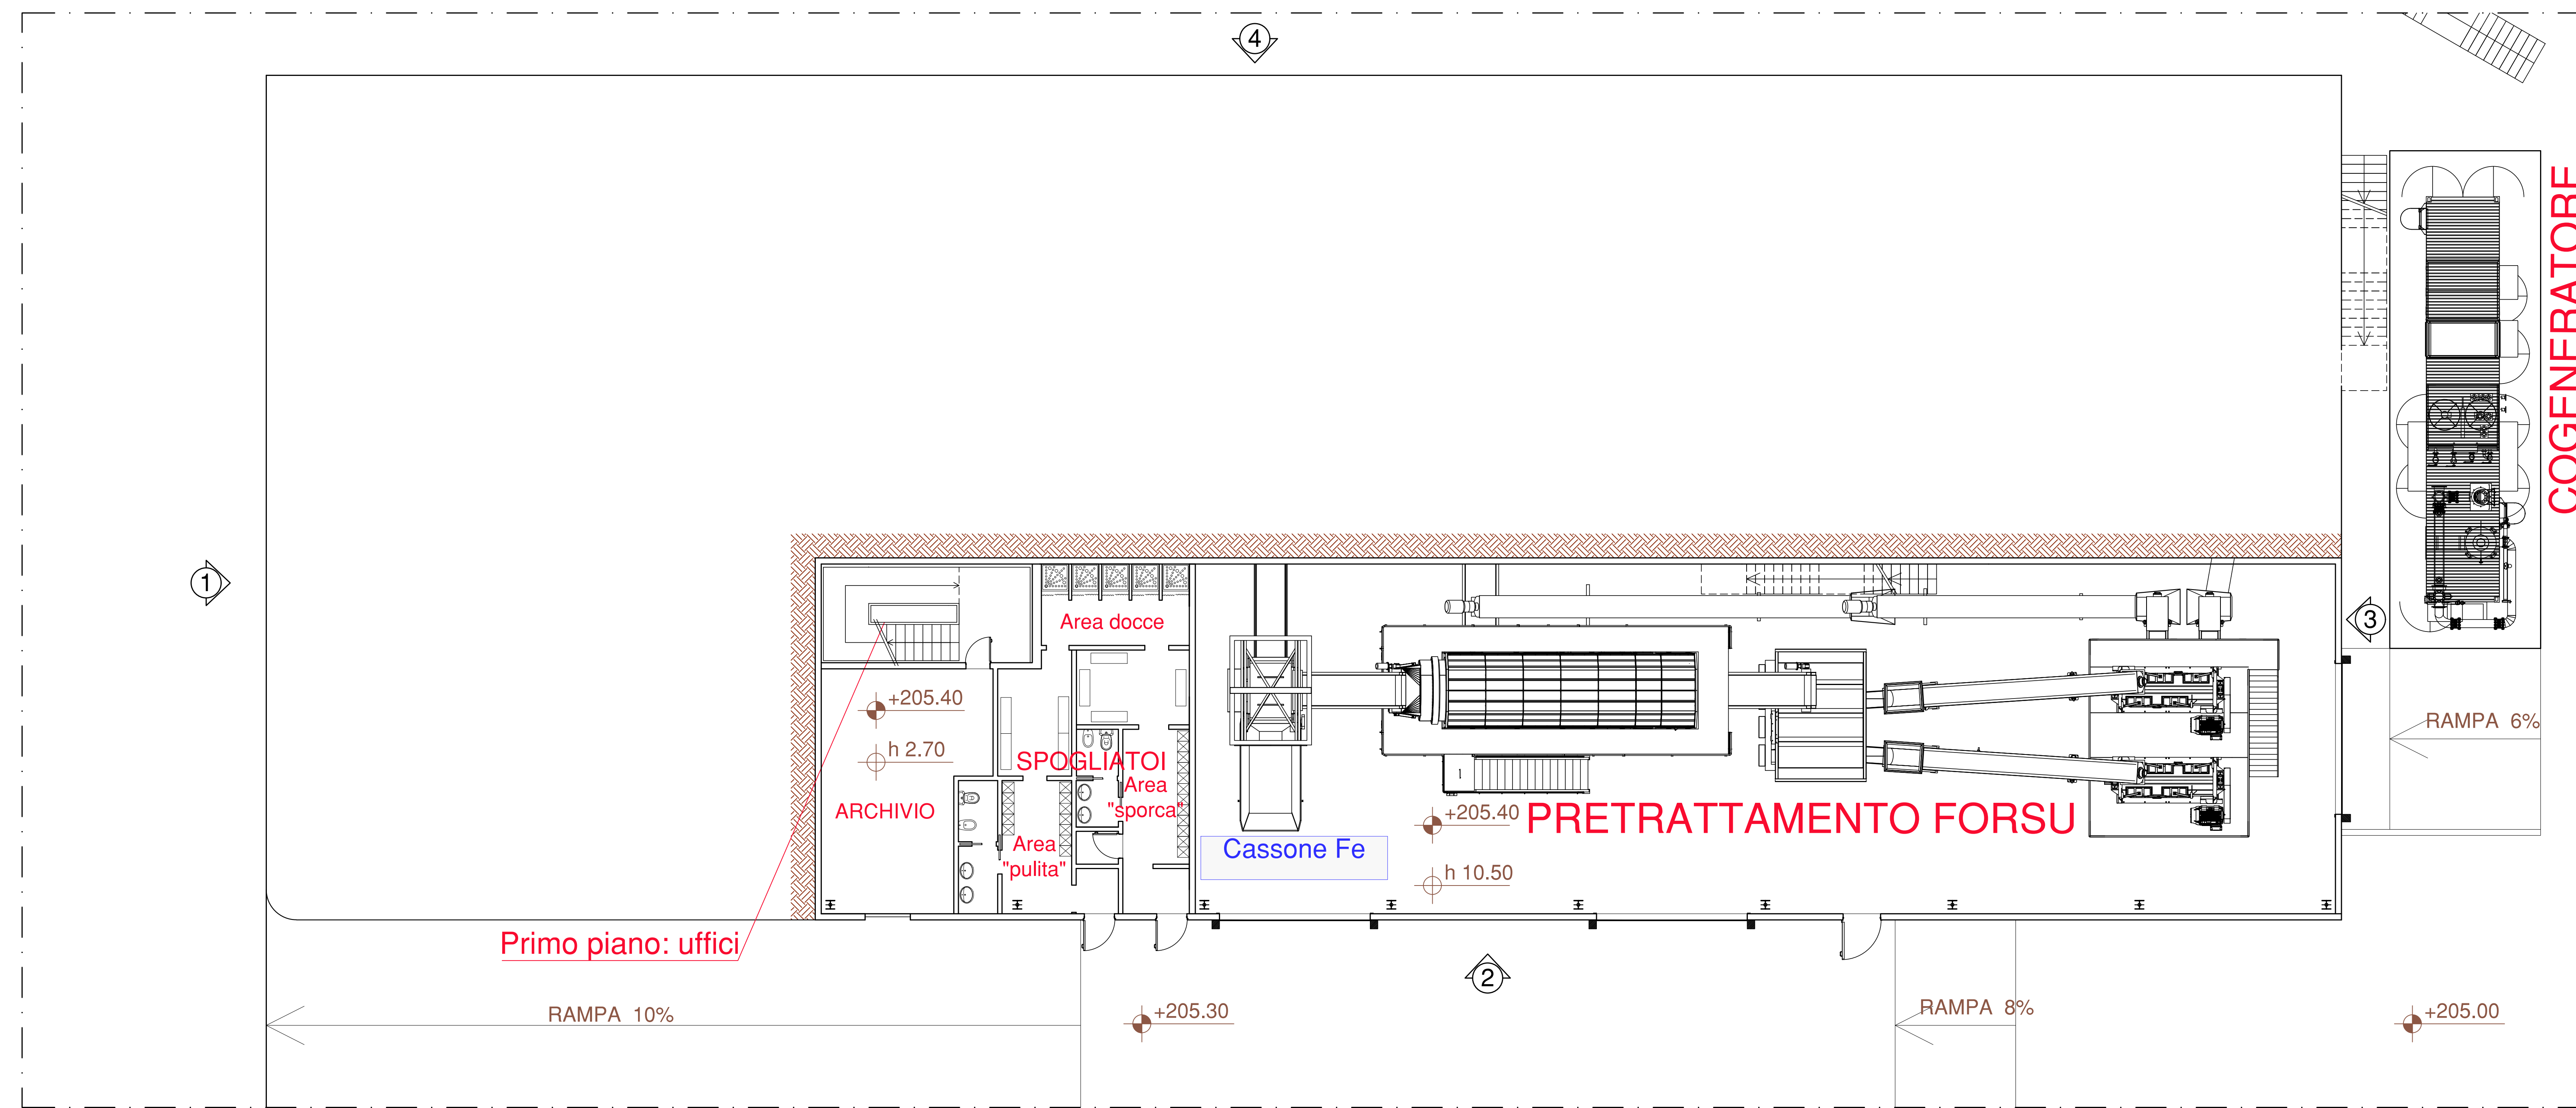 4
COGENERATORE
1
3
Area docce
+205.40
RAMPA 6%
h 2.70
SPOGLIATOI
Area
"sporca"
ARCHIVIO
+205.40
PRETRATTAMENTO FORSU
Area
"pulita"
Cassone Fe
h 10.50
Primo piano: uffici
2
RAMPA 10%
+205.30
RAMPA 8%
+205.00